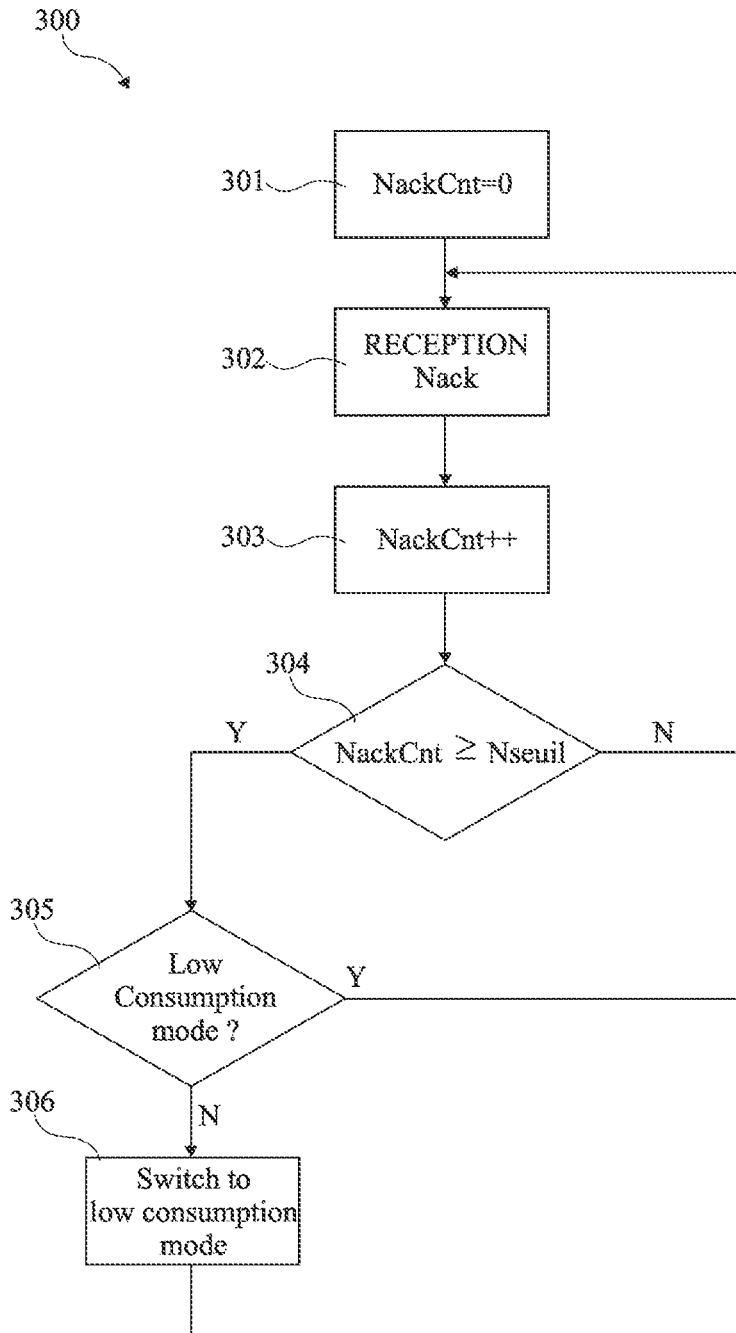 300
301
NackCnt=0
302
RECEPTION
Nack
303
NackCnt++
304
Y
NackCnt ≥ Nseuil
N
305
Low
Consumption
mode ?
Y
306
N
Switch to
low consumption
mode